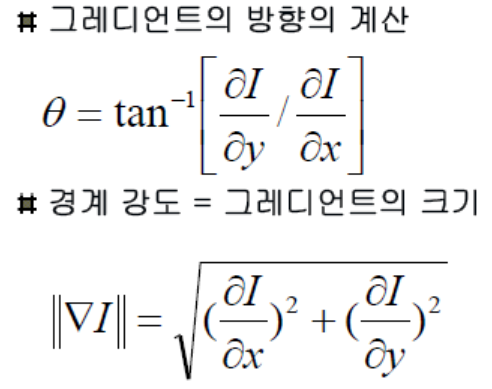 ⌗ 그레디언트의 방향의 계산
θ = tan⁻¹[∂I/∂y / ∂I/∂x]
⌗ 경계 강도 = 그레디언트의 크기
‖∇I‖ = √((∂I/∂x)² + (∂I/∂y)²)